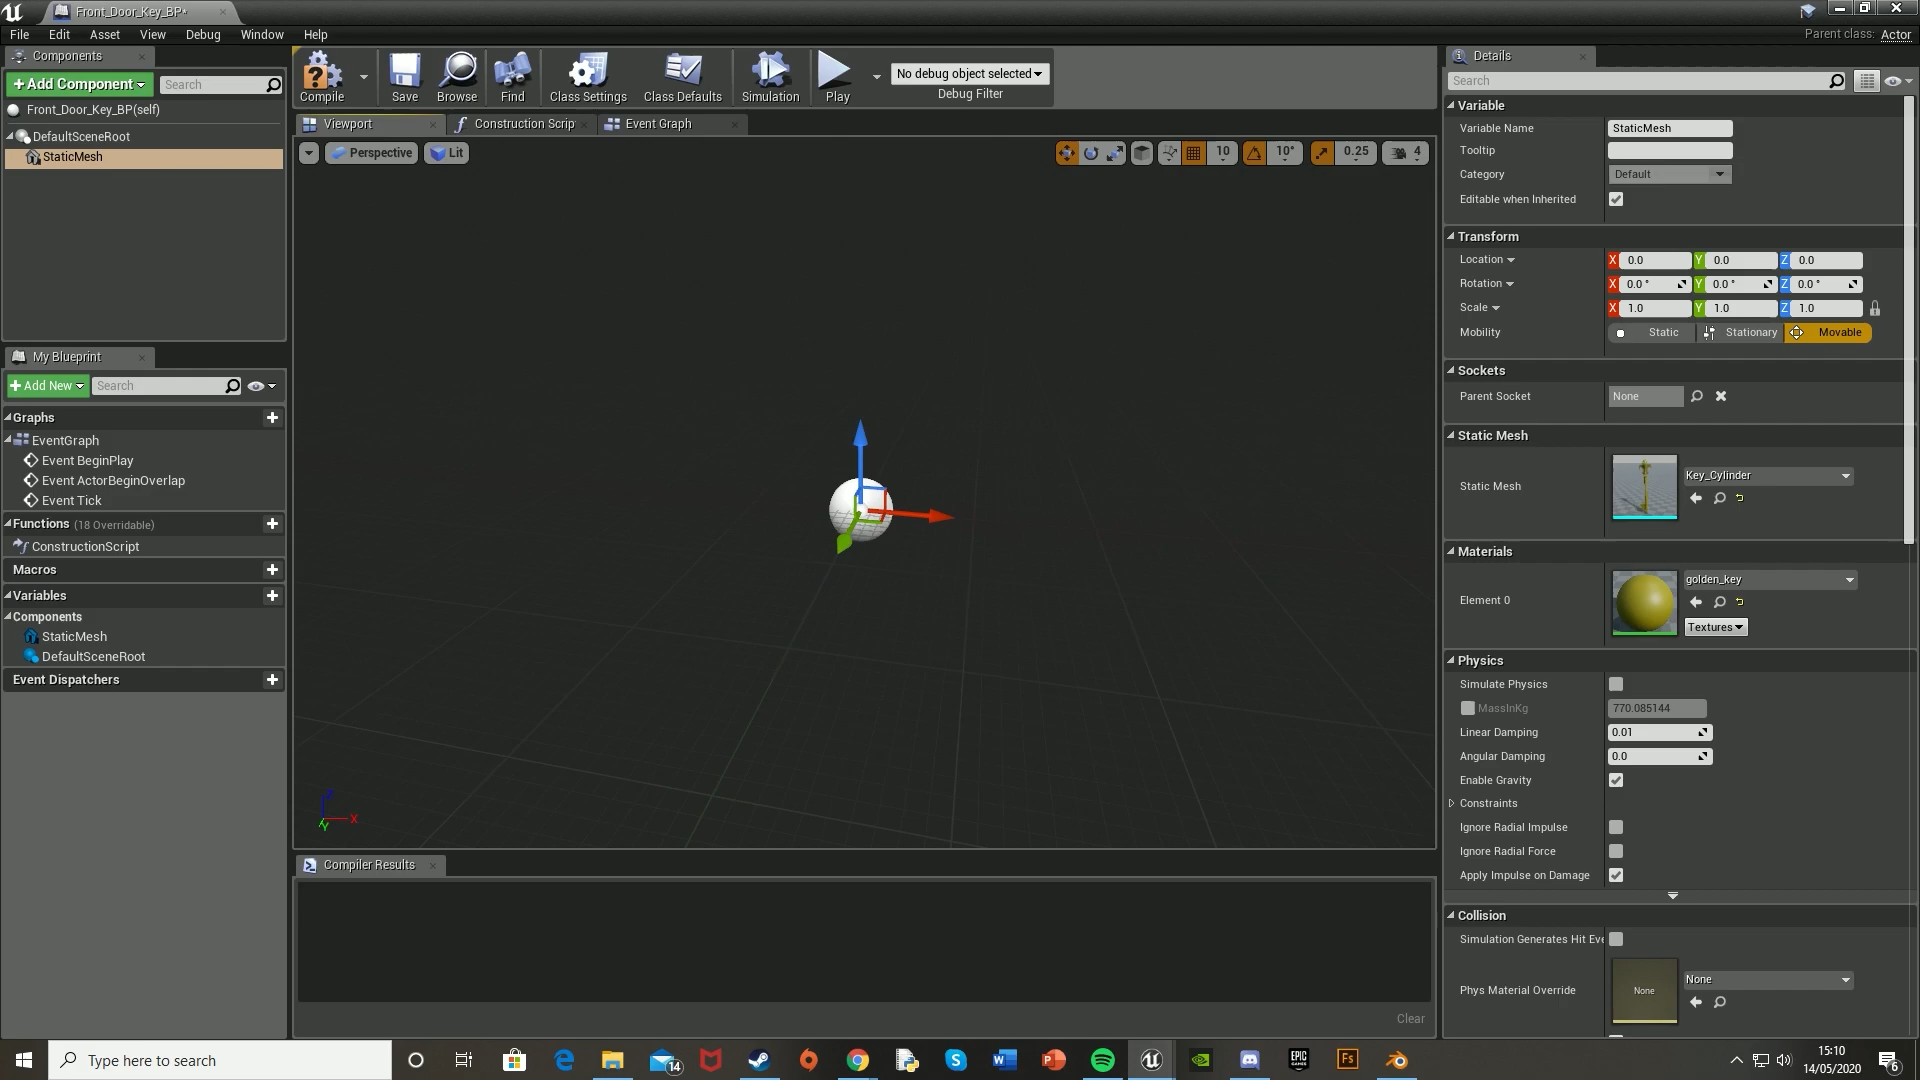 Front_Door_Key_BP*
File Edit Asset View Debug Window Help
Parent class: Actor
Components
+ Add Component
Search
Front_Door_Key_BP(self)
DefaultSceneRoot
StaticMesh
My Blueprint
+ Add New
Search
Graphs
EventGraph
Event BeginPlay
Event ActorBeginOverlap
Event Tick
Functions (18 Overridable)
ConstructionScript
Macros
Variables
Components
StaticMesh
DefaultSceneRoot
Event Dispatchers
Compile
Save
Browse
Find
Class Settings
Class Defaults
Simulation
Play
No debug object selected
Debug Filter
Viewport
Construction Scrip
Event Graph
Perspective
Lit
10
10°
0.25
4
Z
X
Y
Compiler Results
Clear
Details
Search
Variable
Variable Name StaticMesh
Tooltip
Category Default
Editable when Inherited
Transform
Location X 0.0 Y 0.0 Z 0.0
Rotation X 0.0 ° Y 0.0 ° Z 0.0 °
Scale X 1.0 Y 1.0 Z 1.0
Mobility Static Stationary Movable
Sockets
Parent Socket None
Static Mesh
Static Mesh Key_Cylinder
Materials
Element 0 golden_key
Textures
Physics
Simulate Physics
MassInKg 770.085144
Linear Damping 0.01
Angular Damping 0.0
Enable Gravity
Constraints
Ignore Radial Impulse
Ignore Radial Force
Apply Impulse on Damage
Collision
Simulation Generates Hit Eve
Phys Material Override None None
Type here to search
14
EPIC GAMES
Fs
15:10
14/05/2020
6